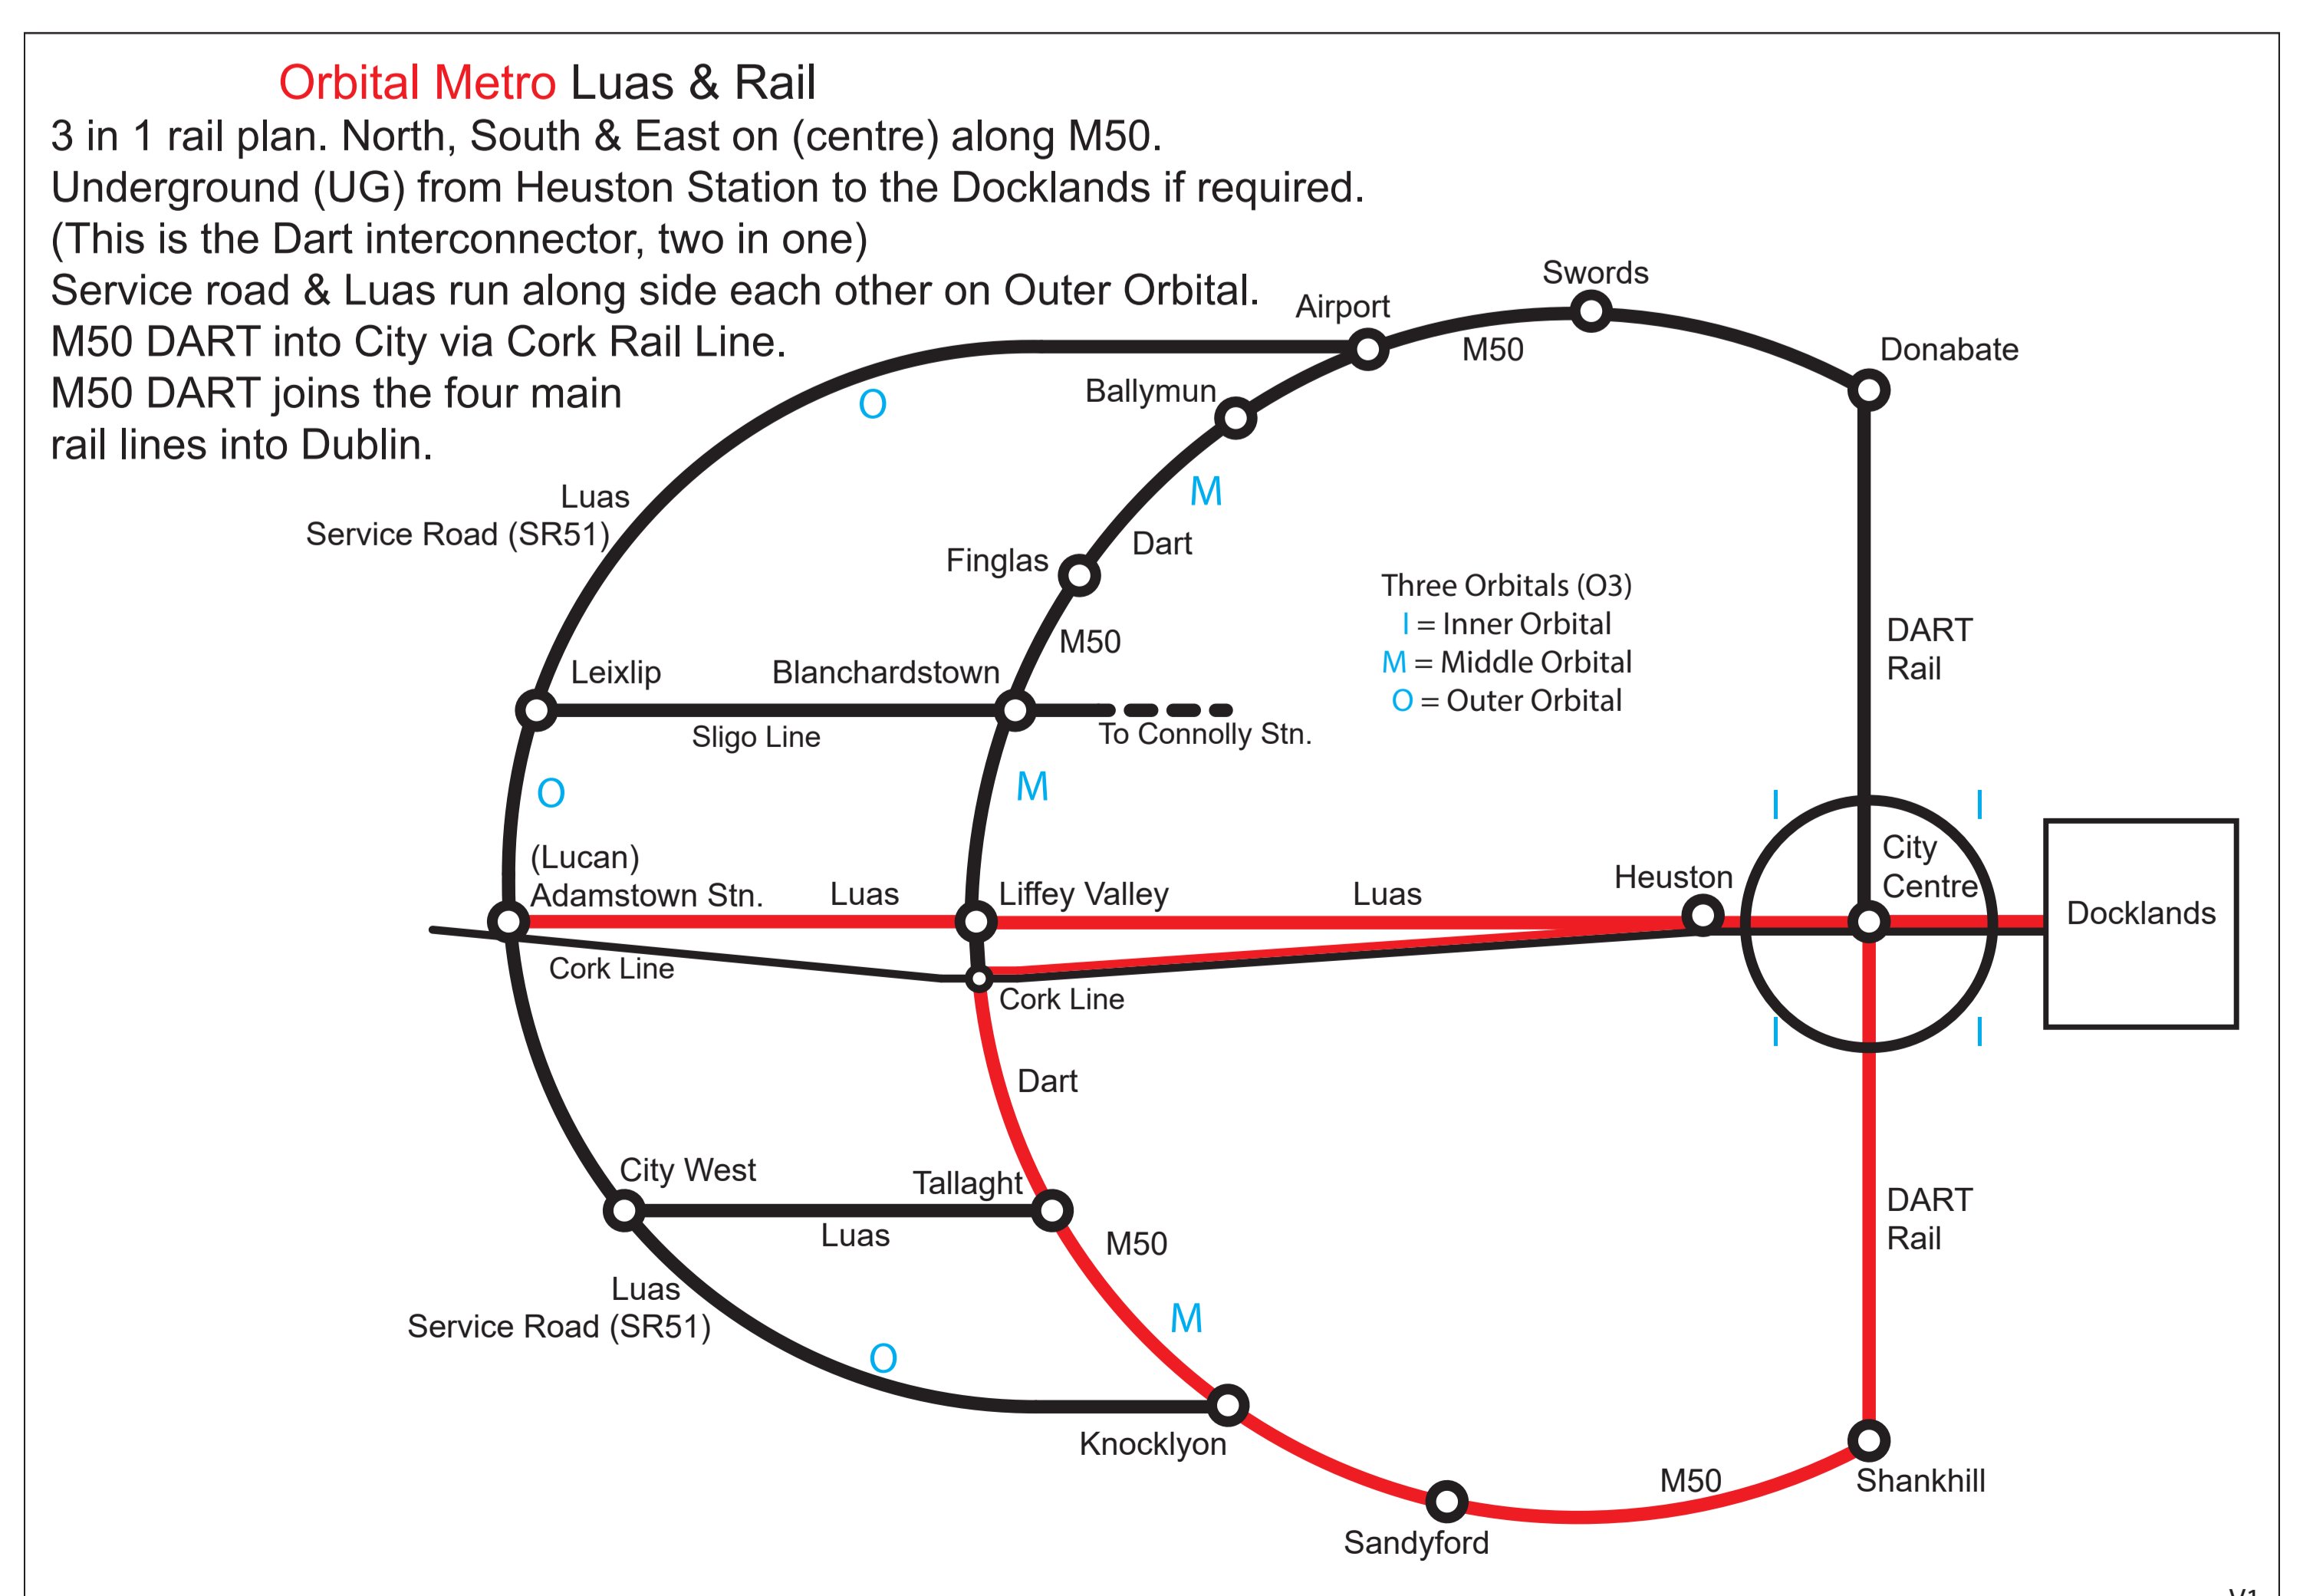 Orbital Metro Luas & Rail
3 in 1 rail plan. North, South & East on (centre) along M50.
Underground (UG) from Heuston Station to the Docklands if required.
(This is the Dart interconnector, two in one)
Service road & Luas run along side each other on Outer Orbital.
M50 DART into City via Cork Rail Line.
M50 DART joins the four main
rail lines into Dublin.
Swords
Airport
M50
Donabate
Ballymun
O
M
Luas
Service Road (SR51)
Dart
Finglas
M50
Three Orbitals (O3)
I = Inner Orbital
M = Middle Orbital
O = Outer Orbital
DART
Rail
Leixlip
Blanchardstown
Sligo Line
To Connolly Stn.
O
M
I
I
(Lucan)
Adamstown Stn.
Luas
Liffey Valley
Luas
Heuston
City
Centre
Docklands
Cork Line
Cork Line
I
I
Dart
City West
Tallaght
Luas
M50
DART
Rail
Luas
Service Road (SR51)
M
O
Knocklyon
M50
Shankhill
Sandyford
V1